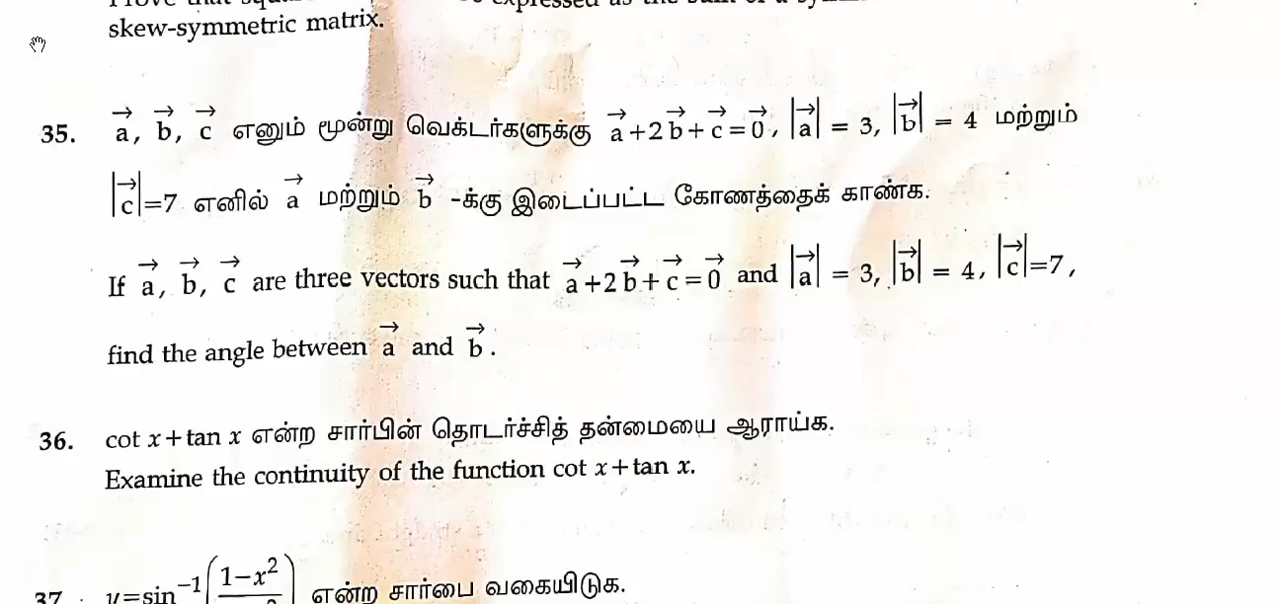 skew-symmetric matrix.
35. a⃗, b⃗, c⃗ எனும் மூன்று வெக்டர்களுக்கு a⃗+2b⃗+c⃗=0⃗, |a⃗| = 3, |b⃗| = 4 மற்றும்
|c⃗|=7 எனில் a⃗ மற்றும் b⃗ -க்கு இடைப்பட்ட கோணத்தைக் காண்க.
If a⃗, b⃗, c⃗ are three vectors such that a⃗+2b⃗+c⃗=0⃗ and |a⃗| = 3, |b⃗| = 4, |c⃗|=7,
find the angle between a⃗ and b⃗.
36. cot x+tan x என்ற சார்பின் தொடர்ச்சித் தன்மையை ஆராய்க.
Examine the continuity of the function cot x+tan x.
37. y=sin⁻¹(1−x² என்ற சார்பை வகையிடுக.